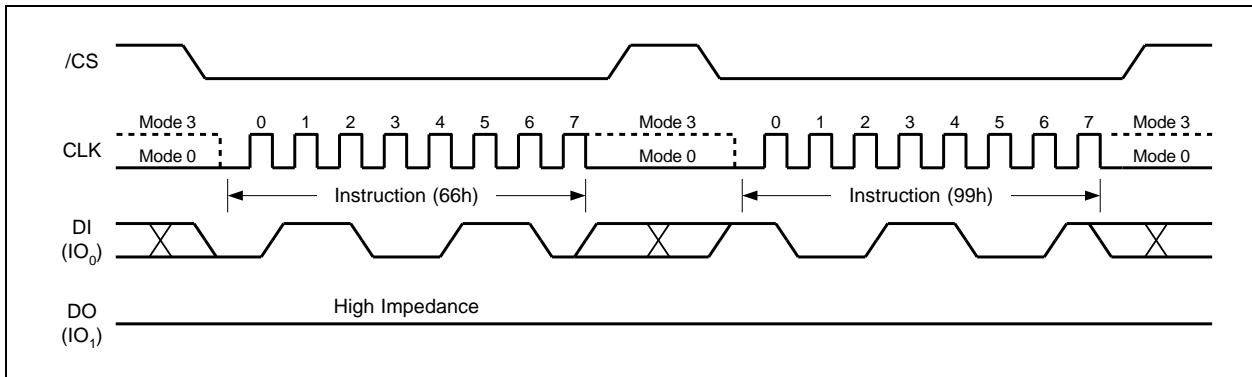 /CS
Mode 3 0 1 2 3 4 5 6 7 Mode 3 0 1 2 3 4 5 6 7 Mode 3
CLK
Mode 0 Mode 0 Mode 0
Instruction (66h) Instruction (99h)
DI
(IO0)
DO High Impedance
(IO1)